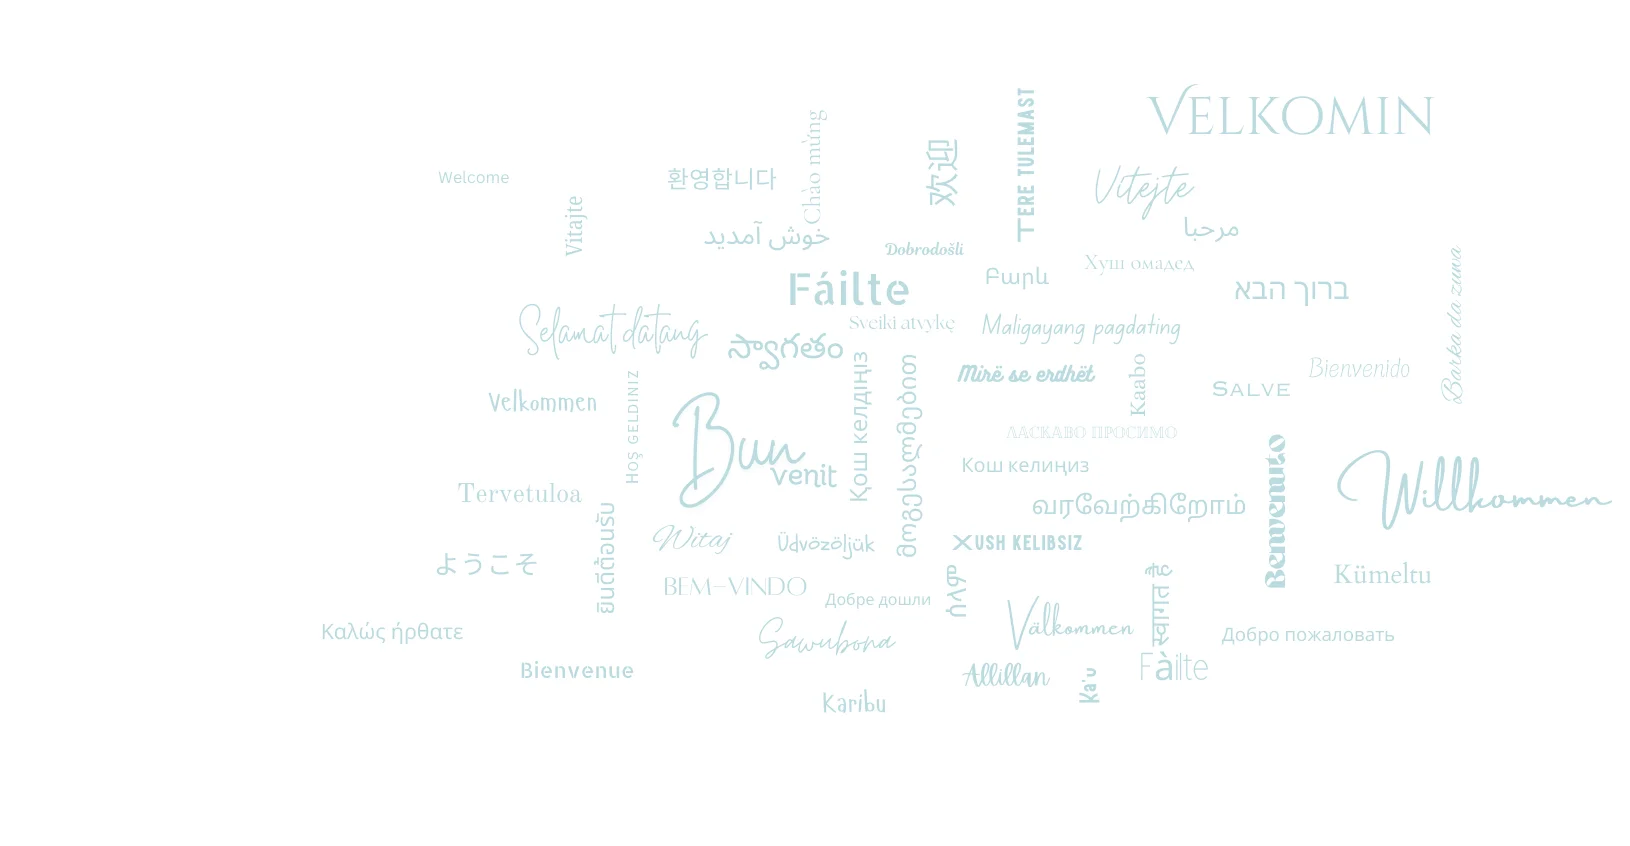 VELKOMIN
TERE TULEMAST
Chào mừng
欢迎
Welcome
환영합니다
Vítejte
Vitajte
مرحبا
خوش آمدید
Dobrodošli
Хуш омадед
Բարև
Fáilte
ברוך הבא
Barka da zuwa
Selamat datang
Sveiki atvykę
Maligayang pagdating
స్వాగతం
Қош келдіңіз
მოგესალმებით
Mirë se erdhët
Kaabo
Bienvenido
SALVE
Velkommen
HOŞ GELDINIZ
Bun
venit
ЛАСКАВО ПРОСИМО
Кош келиңиз
Benvenuto
Willkommen
Tervetuloa
வரவேற்கிறோம்
ยินดีต้อนรับ
Witaj
Üdvözöljük
XUSH KELIBSIZ
ようこそ
BEM-VINDO
Добре дошли
ሰላም
स्वागत हे
Kümeltu
Καλώς ήρθατε
Sawubona
Välkommen
Добро пожаловать
Bienvenue
Allillan
Ka'u
Fàilte
Karibu